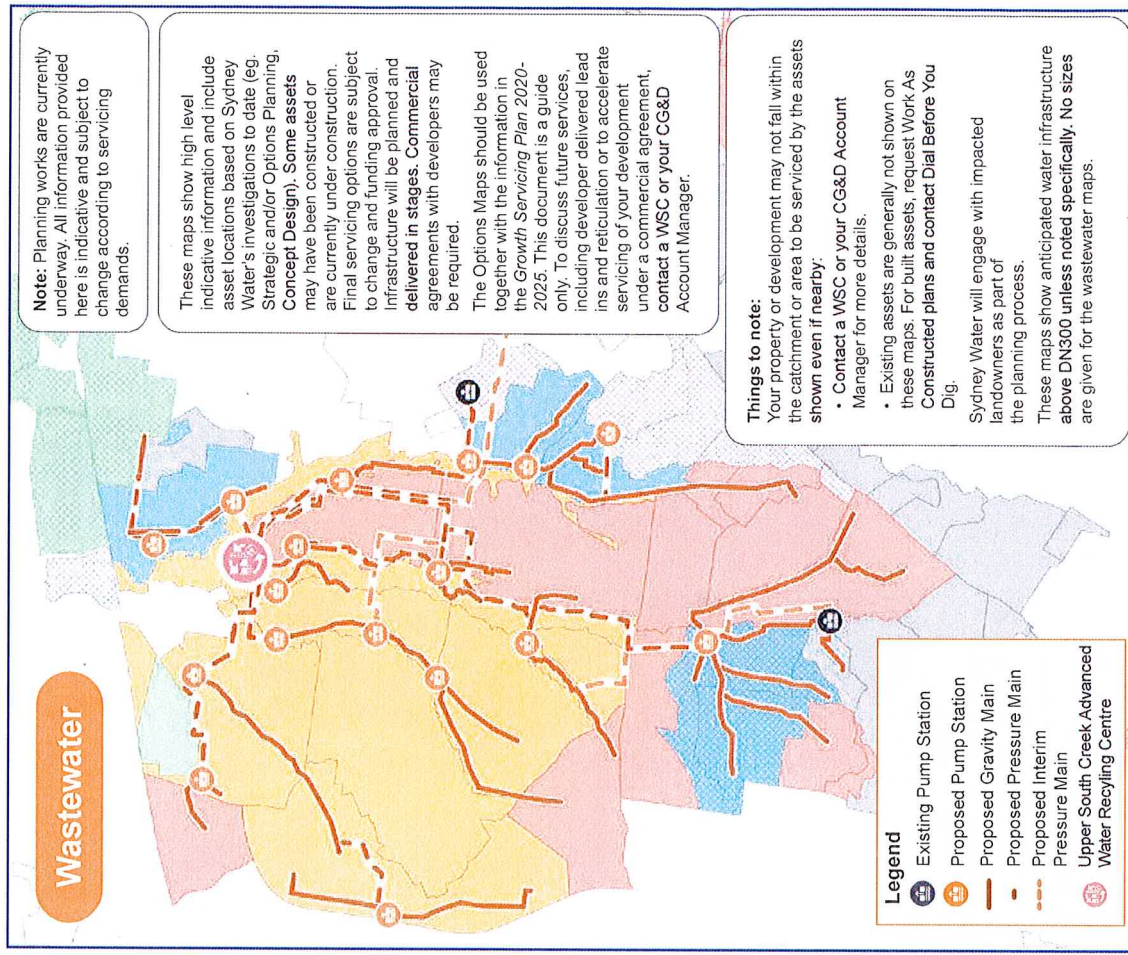 Wastewater
Note: Planning works are currently
underway. All information provided
here is indicative and subject to
change according to servicing
demands.
These maps show high level
indicative information and include
asset locations based on Sydney
Water's investigations to date (eg.
Strategic and/or Options Planning,
Concept Design). Some assets
may have been constructed or
are currently under construction.
Final servicing options are subject
to change and funding approval.
Infrastructure will be planned and
delivered in stages. Commercial
agreements with developers may
be required.
The Options Maps should be used
together with the information in
the Growth Servicing Plan 2020-
2025. This document is a guide
only. To discuss future services,
including developer delivered lead
ins and reticulation or to accelerate
servicing of your development
under a commercial agreement,
contact a WSC or your CG&D
Account Manager.
Things to note:
Your property or development may not fall within
the catchment or area to be serviced by the assets
shown even if nearby:
• Contact a WSC or your CG&D Account
Manager for more details.
• Existing assets are generally not shown on
these maps. For built assets, request Work As
Constructed plans and contact Dial Before You
Dig.
Sydney Water will engage with impacted
landowners as part of
the planning process.
These maps show anticipated water infrastructure
above DN300 unless noted specifically. No sizes
are given for the wastewater maps.
Legend
Existing Pump Station
Proposed Pump Station
Proposed Gravity Main
Proposed Pressure Main
Proposed Interim
Pressure Main
Upper South Creek Advanced
Water Recyling Centre